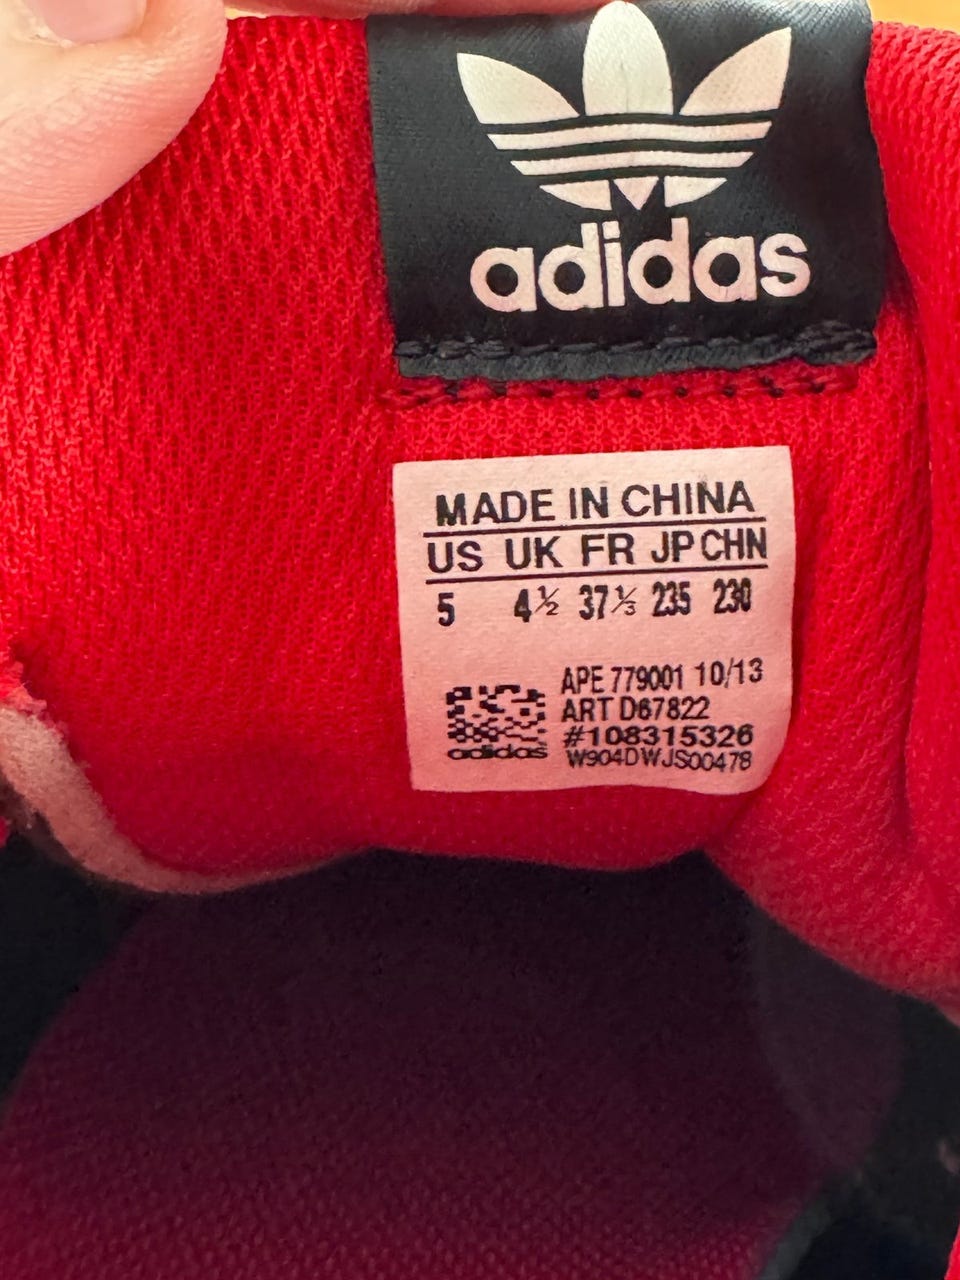 adidas
MADE IN CHINA
US UK FR JP CHN
5 4½ 37⅓ 235 230
APE 779001 10/13
ART D67822
#108315326
adidas W904DWJS00478